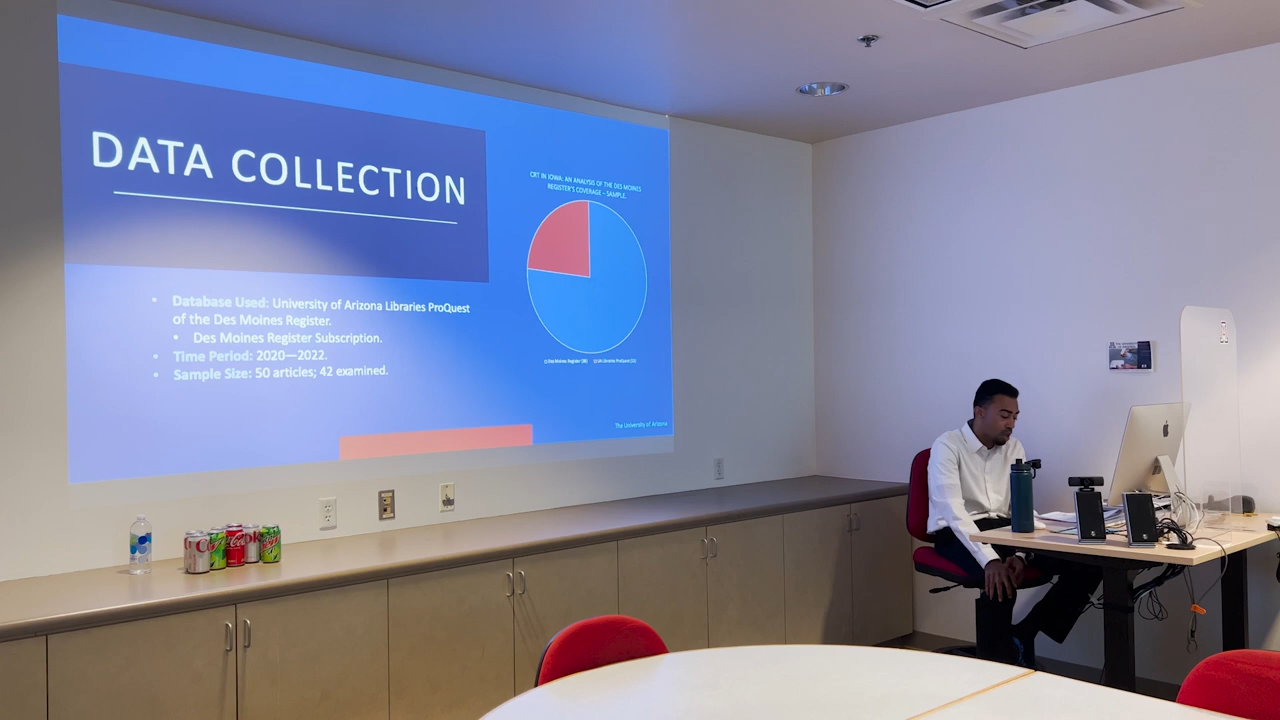 DATA COLLECTION
• Database Used: University of Arizona Libraries ProQuest
of the Des Moines Register.
• Des Moines Register Subscription.
• Time Period: 2020—2022.
• Sample Size: 50 articles; 42 examined.
CRT IN IOWA: AN ANALYSIS OF THE DES MOINES
REGISTER'S COVERAGE – SAMPLE.
The University of Arizona